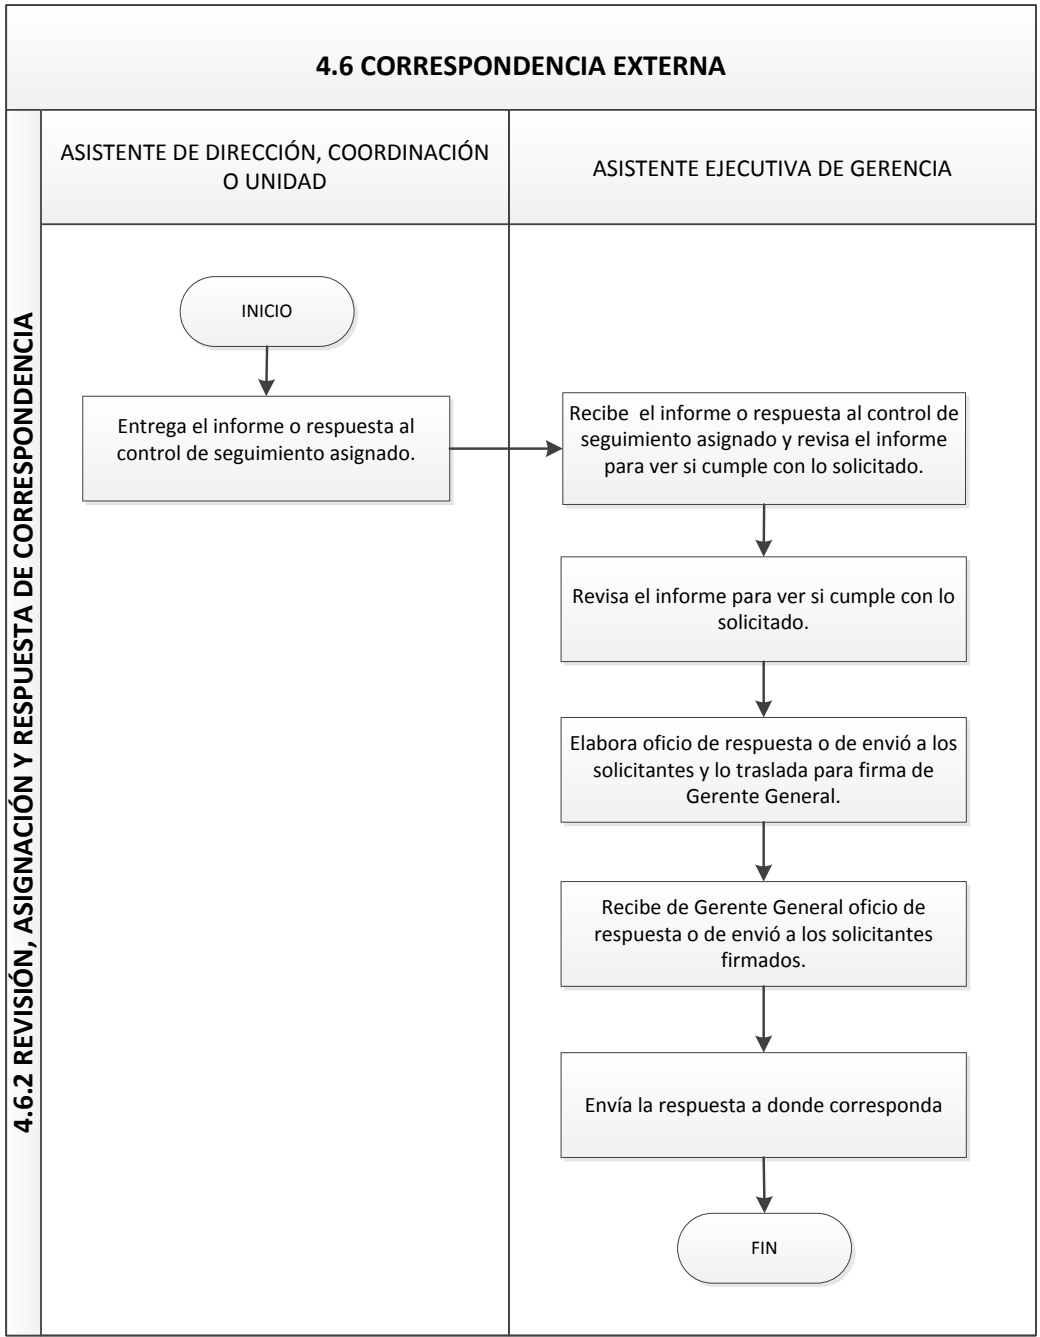 4.6 CORRESPONDENCIA EXTERNA
4.6.2 REVISIÓN, ASIGNACIÓN Y RESPUESTA DE CORRESPONDENCIA
ASISTENTE DE DIRECCIÓN, COORDINACIÓN
O UNIDAD
ASISTENTE EJECUTIVA DE GERENCIA
INICIO
Entrega el informe o respuesta al
control de seguimiento asignado.
Recibe el informe o respuesta al control de
seguimiento asignado y revisa el informe
para ver si cumple con lo solicitado.
Revisa el informe para ver si cumple con lo
solicitado.
Elabora oficio de respuesta o de envió a los
solicitantes y lo traslada para firma de
Gerente General.
Recibe de Gerente General oficio de
respuesta o de envió a los solicitantes
firmados.
Envía la respuesta a donde corresponda
FIN